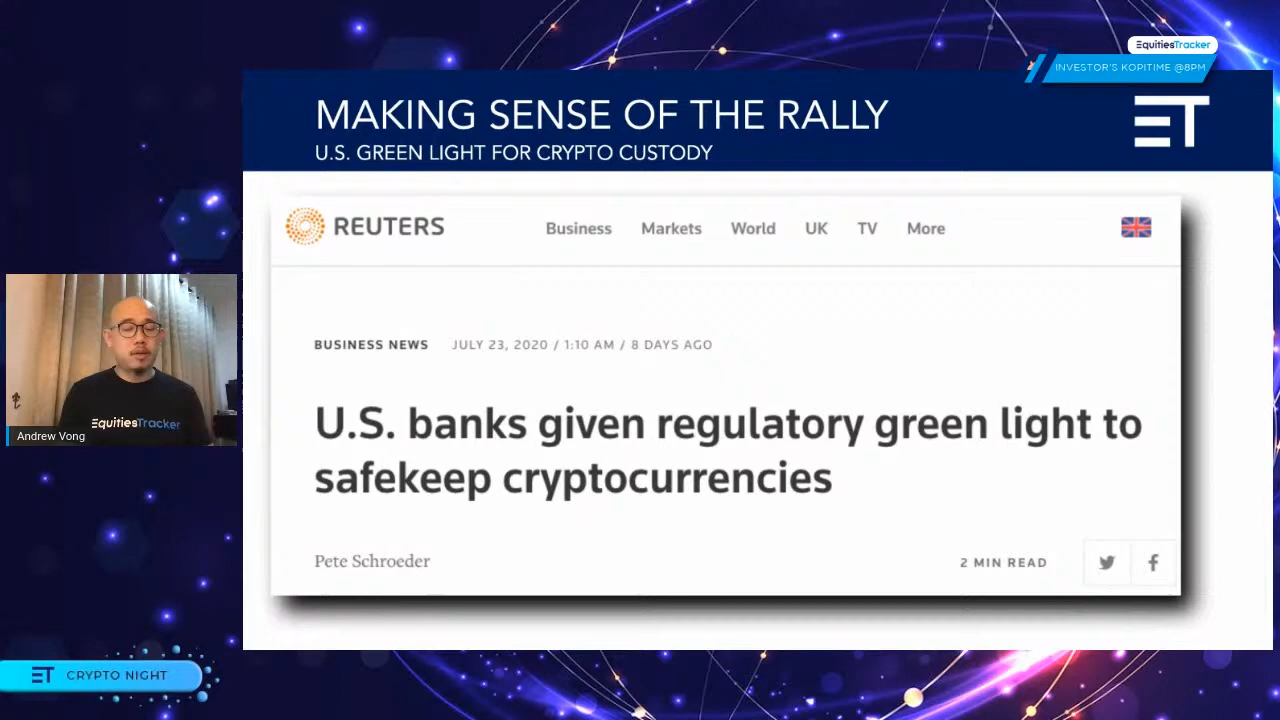 EquitiesTracker
INVESTOR'S KOPITIME @8PM
MAKING SENSE OF THE RALLY
U.S. GREEN LIGHT FOR CRYPTO CUSTODY
ET
REUTERS
Business Markets World UK TV More
BUSINESS NEWS JULY 23, 2020 / 1:10 AM / 8 DAYS AGO
U.S. banks given regulatory green light to
safekeep cryptocurrencies
Pete Schroeder
2 MIN READ
EquitiesTracker
Andrew Vong
ET CRYPTO NIGHT